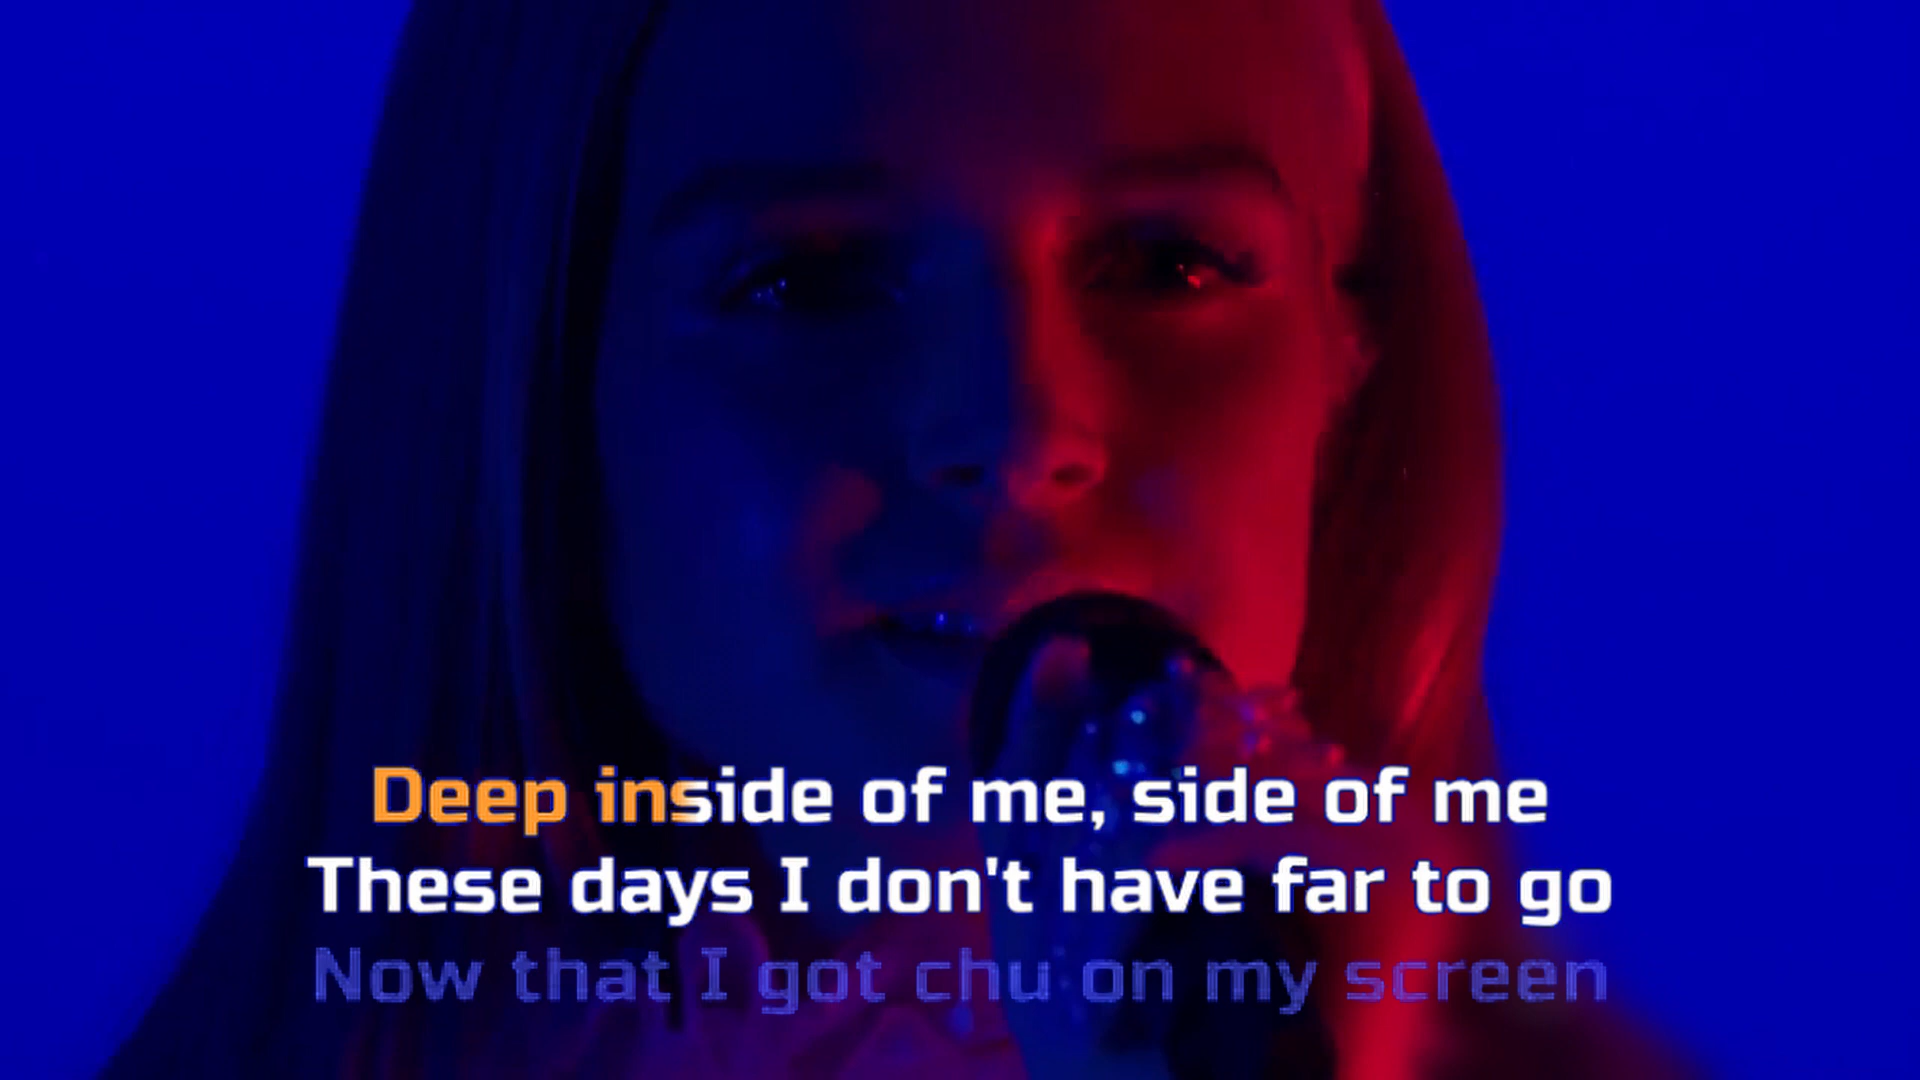 Deep inside of me, side of me
These days I don't have far to go
Now that I got chu on my screen